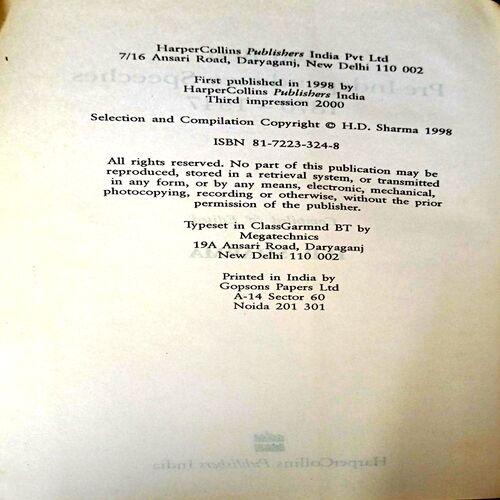 HarperCollins Publishers India Pvt Ltd
7/16 Ansari Road, Daryaganj, New Delhi 110 002
First published in 1998 by
HarperCollins Publishers India
Third impression 2000
Selection and Compilation Copyright © H.D. Sharma 1998
ISBN 81-7223-324-8
All rights reserved. No part of this publication may be
reproduced, stored in a retrieval system, or transmitted
in any form, or by any means, electronic, mechanical,
photocopying, recording or otherwise, without the prior
permission of the publisher.
Typeset in ClassGarmnd BT by
Megatechnics
19A Ansari Road, Daryaganj
New Delhi 110 002
Printed in India by
Gopsons Papers Ltd
A-14 Sector 60
Noida 201 301
HarperCollins Publishers India